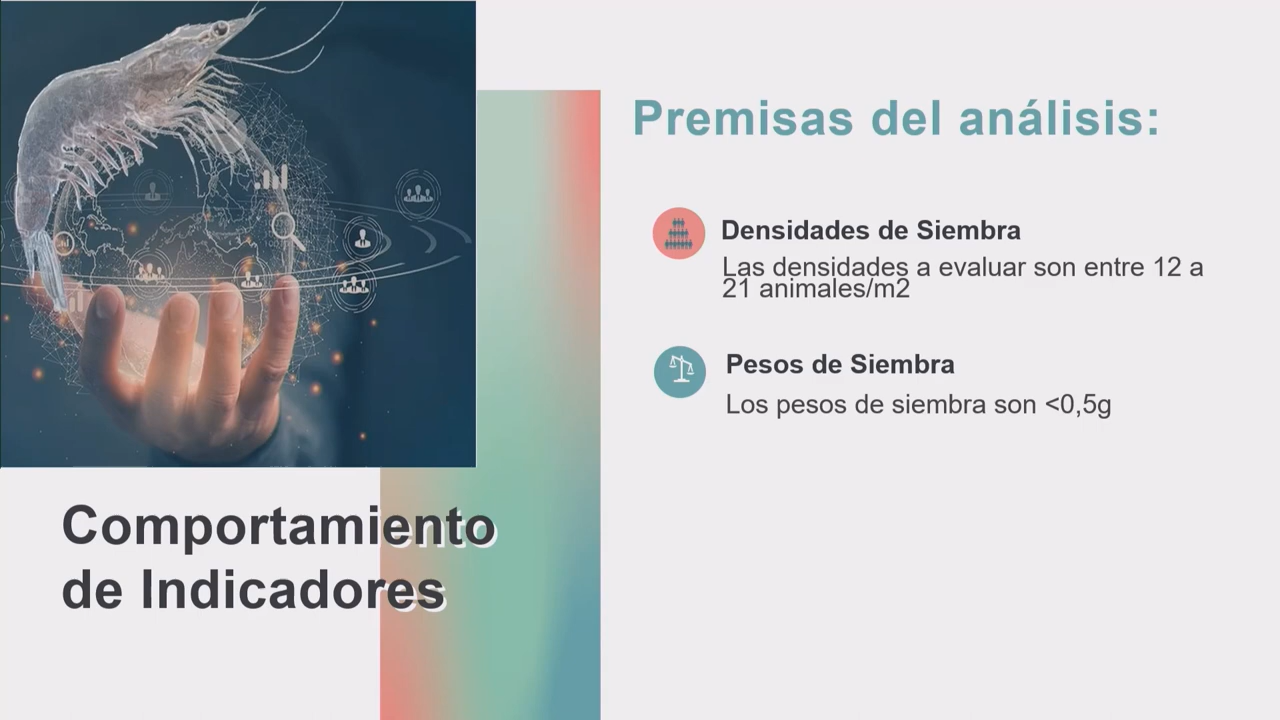 Premisas del análisis:
Densidades de Siembra
Las densidades a evaluar son entre 12 a
21 animales/m2
Pesos de Siembra
Los pesos de siembra son <0,5g
Comportamiento
de Indicadores